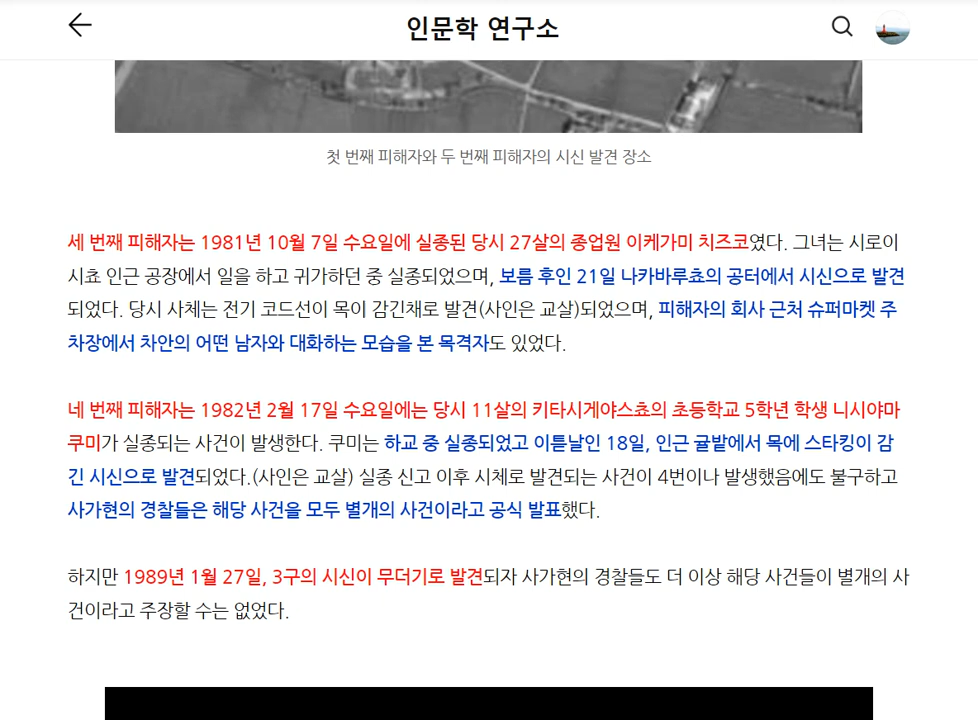 인문학 연구소
첫 번째 피해자와 두 번째 피해자의 시신 발견 장소
세 번째 피해자는 1981년 10월 7일 수요일에 실종된 당시 27살의 종업원 이케가미 치즈코였다. 그녀는 시로이
시쵸 인근 공장에서 일을 하고 귀가하던 중 실종되었으며, 보름 후인 21일 나카바루쵸의 공터에서 시신으로 발견
되었다. 당시 사체는 전기 코드선이 목이 감긴채로 발견(사인은 교살)되었으며, 피해자의 회사 근처 슈퍼마켓 주
차장에서 차안의 어떤 남자와 대화하는 모습을 본 목격자도 있었다.
네 번째 피해자는 1982년 2월 17일 수요일에는 당시 11살의 키타시게야스쵸의 초등학교 5학년 학생 니시야마
쿠미가 실종되는 사건이 발생한다. 쿠미는 하교 중 실종되었고 이튿날인 18일, 인근 귤밭에서 목에 스타킹이 감
긴 시신으로 발견되었다.(사인은 교살) 실종 신고 이후 시체로 발견되는 사건이 4번이나 발생했음에도 불구하고
사가현의 경찰들은 해당 사건을 모두 별개의 사건이라고 공식 발표했다.
하지만 1989년 1월 27일, 3구의 시신이 무더기로 발견되자 사가현의 경찰들도 더 이상 해당 사건들이 별개의 사
건이라고 주장할 수는 없었다.